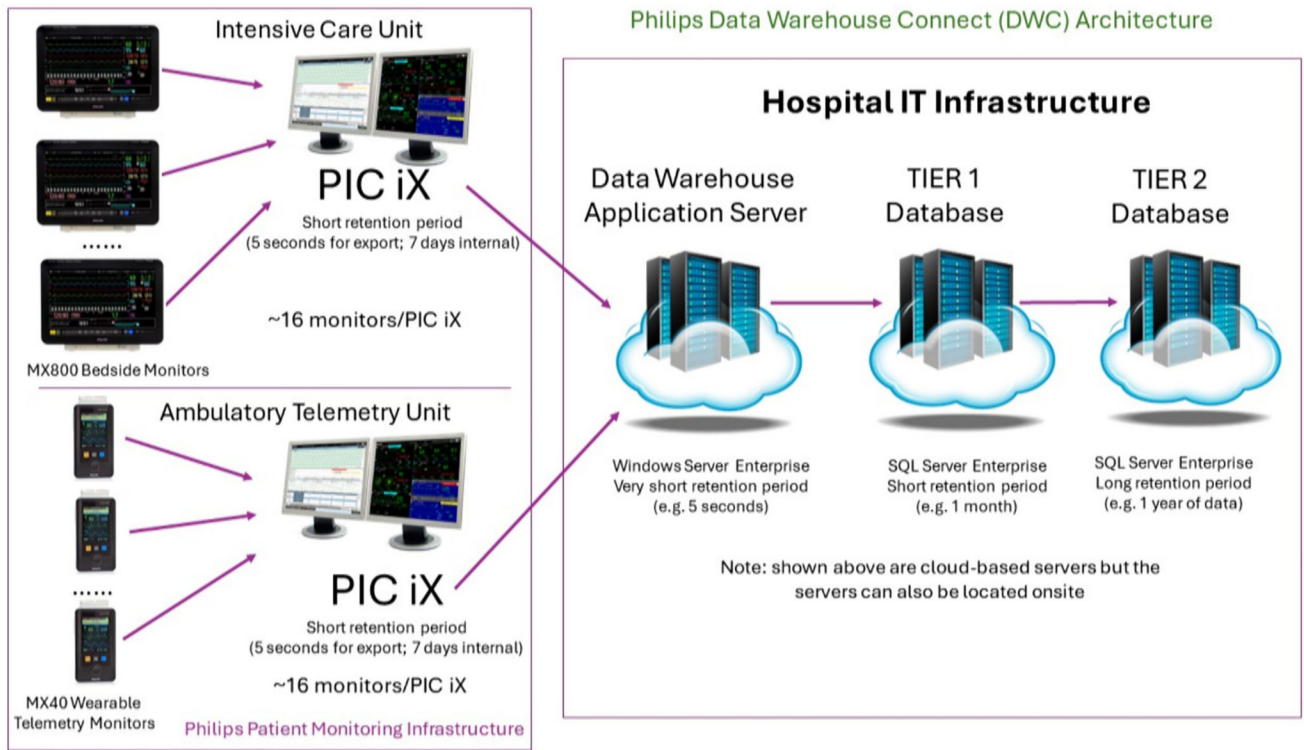 Philips Data Warehouse Connect (DWC) Architecture
Intensive Care Unit
PIC iX
Short retention period
(5 seconds for export; 7 days internal)
~16 monitors/PIC iX
......
MX800 Bedside Monitors
Ambulatory Telemetry Unit
PIC iX
Short retention period
(5 seconds for export; 7 days internal)
~16 monitors/PIC iX
......
MX40 Wearable
Telemetry Monitors
Philips Patient Monitoring Infrastructure
Hospital IT Infrastructure
Data Warehouse
Application Server
Windows Server Enterprise
Very short retention period
(e.g. 5 seconds)
TIER 1
Database
SQL Server Enterprise
Short retention period
(e.g. 1 month)
TIER 2
Database
SQL Server Enterprise
Long retention period
(e.g. 1 year of data)
Note: shown above are cloud-based servers but the
servers can also be located onsite